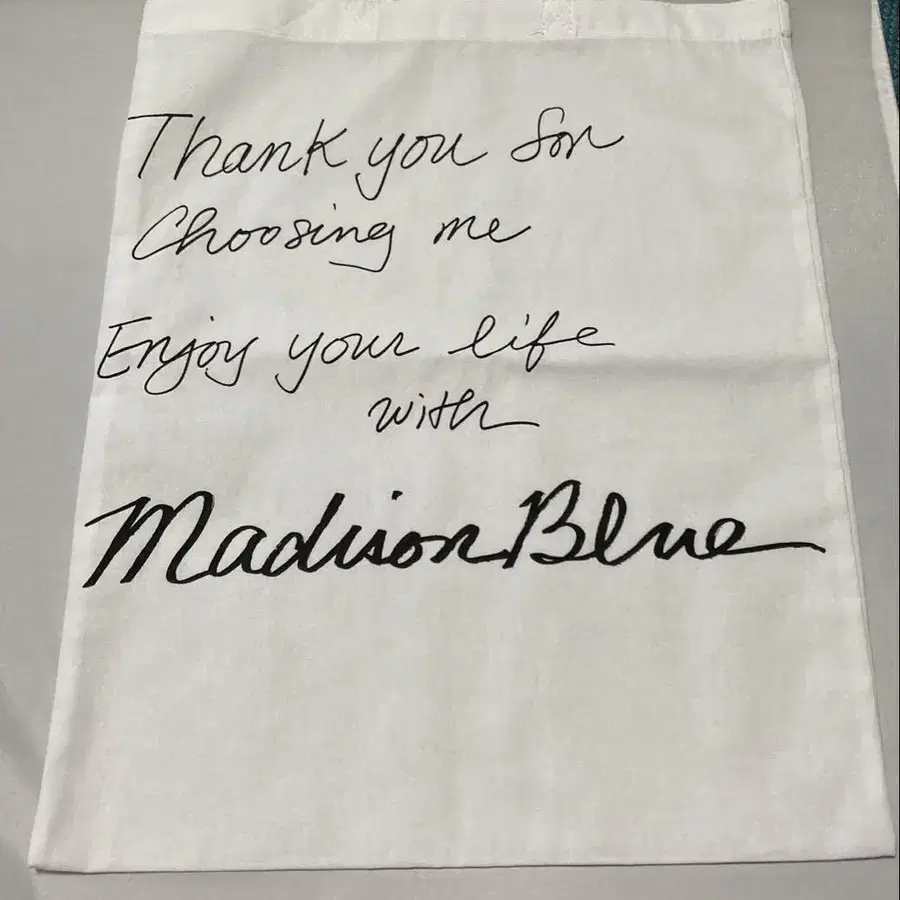 Thank you for
Choosing me
Enjoy your life
with
Madison Blue